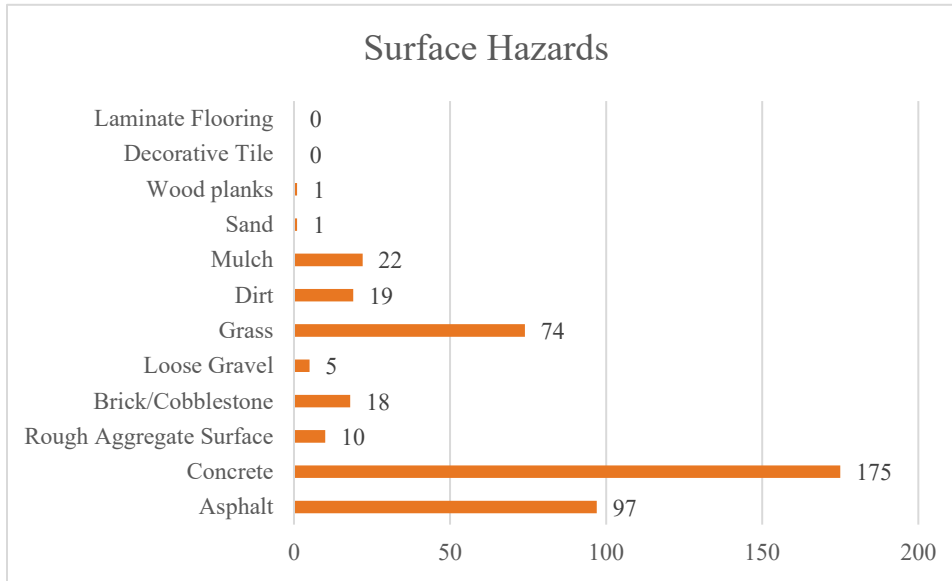 Surface Hazards
Laminate Flooring 0
Decorative Tile 0
Wood planks 1
Sand 1
Mulch 22
Dirt 19
Grass 74
Loose Gravel 5
Brick/Cobblestone 18
Rough Aggregate Surface 10
Concrete 175
Asphalt 97
0 50 100 150 200